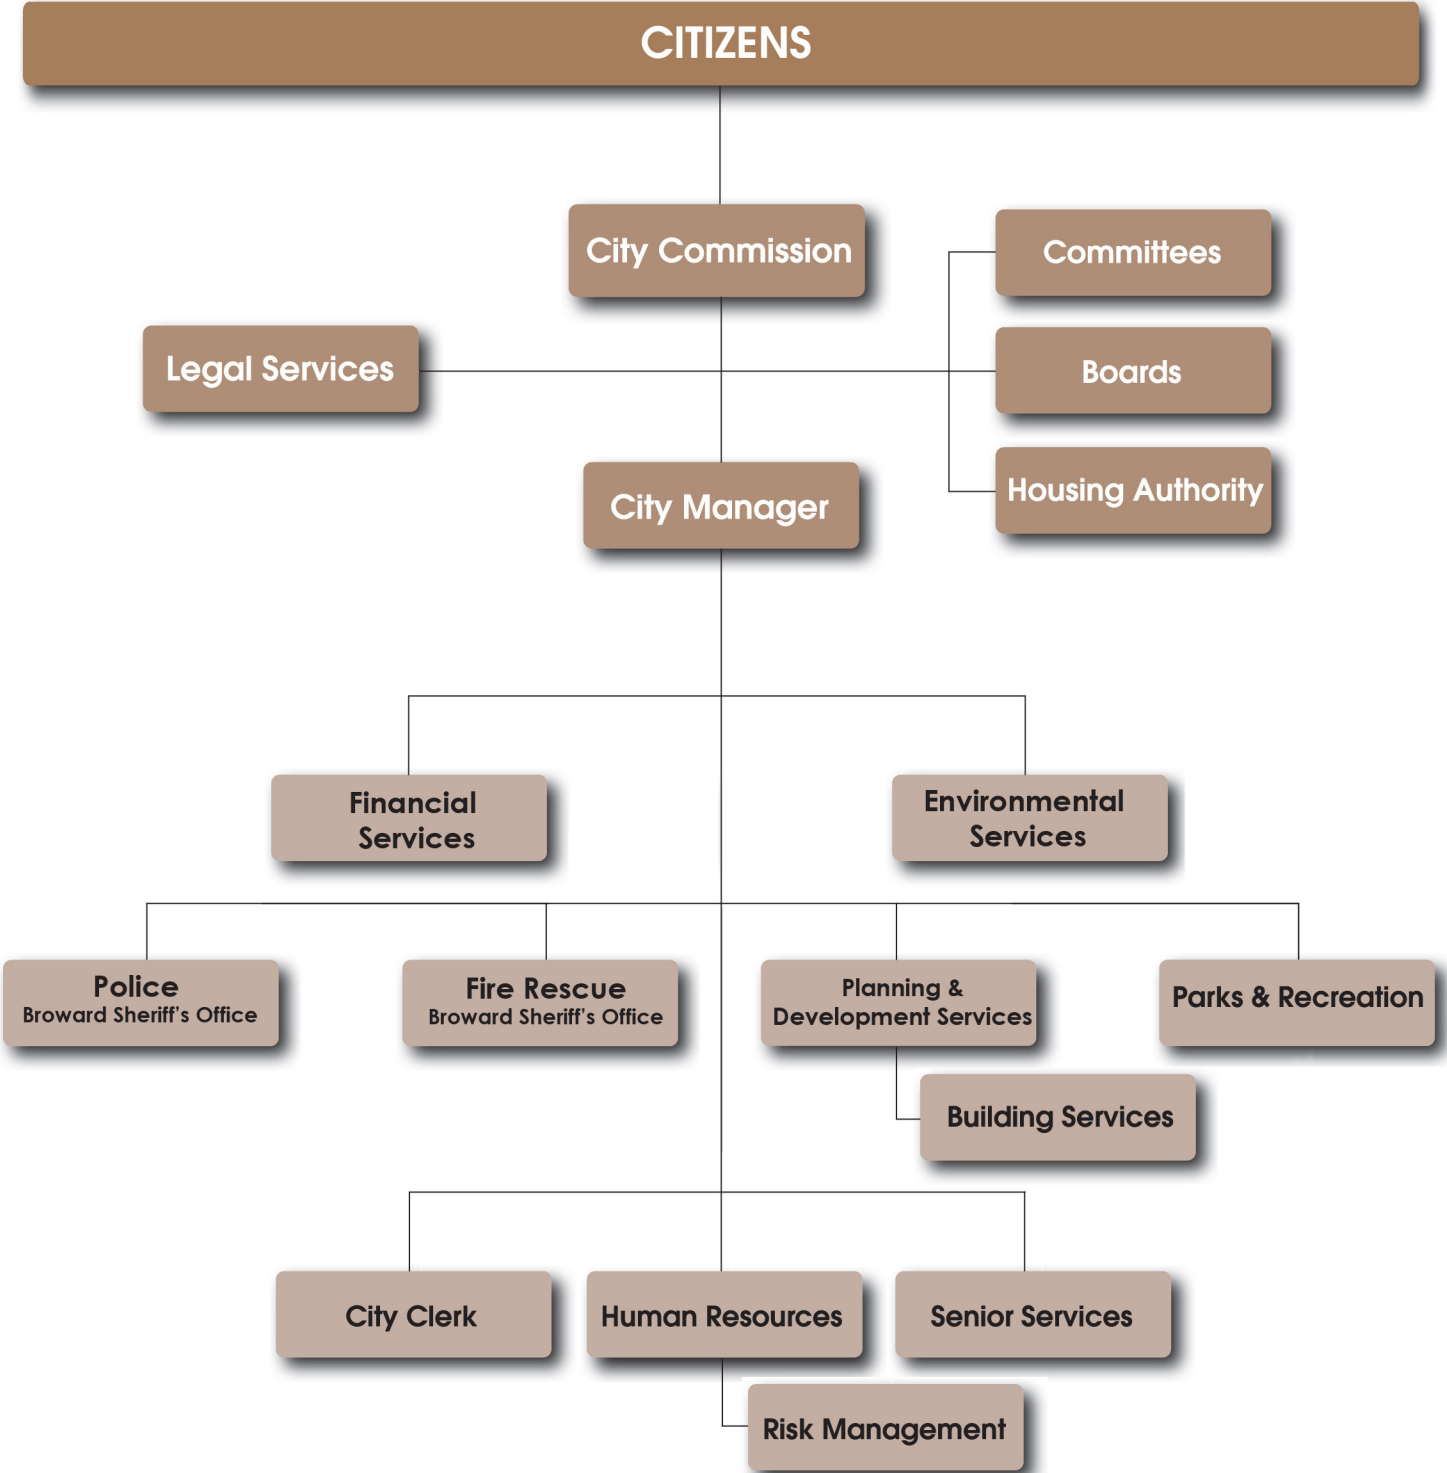 CITIZENS
City Commission
Committees
Legal Services
Boards
City Manager
Housing Authority
Financial
Services
Environmental
Services
Police
Broward Sheriff's Office
Fire Rescue
Broward Sheriff's Office
Planning &
Development Services
Parks & Recreation
Building Services
City Clerk
Human Resources
Senior Services
Risk Management